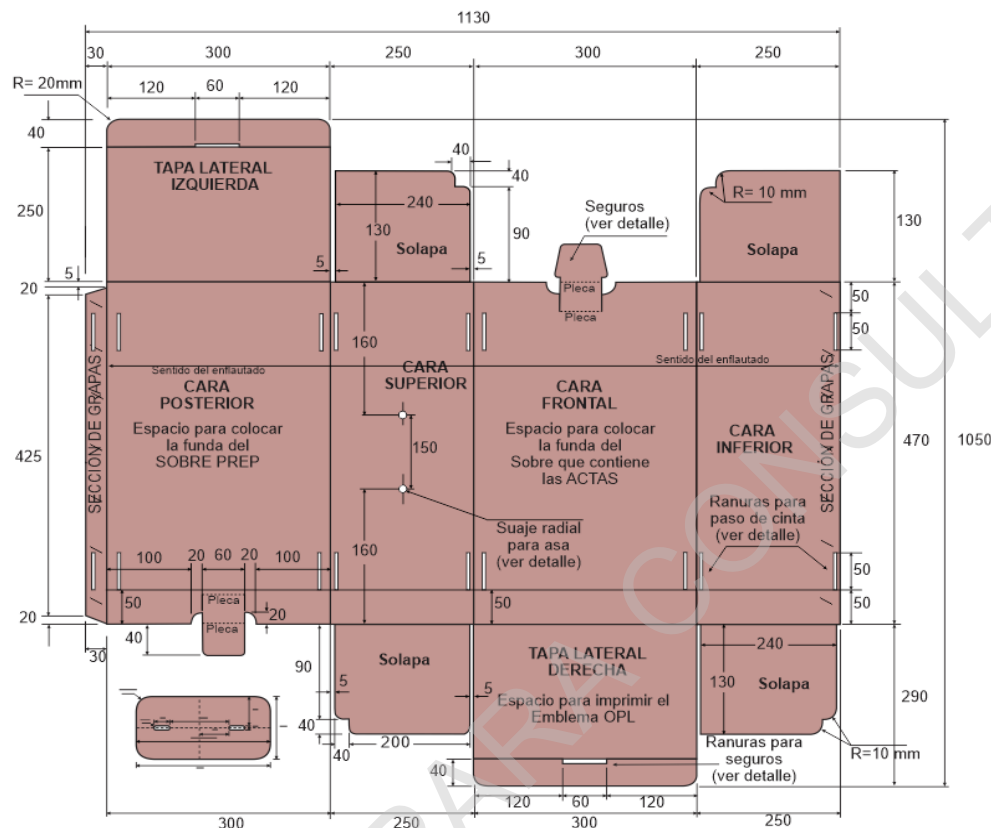 1130
30
300
250
300
250
R= 20mm
120
60
120
40
TAPA LATERAL
IZQUIERDA
250
40
40
240
130
90
Solapa
5
5
Seguros
(ver detalle)
R= 10 mm
130
Solapa
5
20
Pleca
Pleca
50
50
160
Sentido del enflautado
Sentido del enflautado
CARA
POSTERIOR
Espacio para colocar
la funda del
SOBRE PREP
CARA
SUPERIOR
CARA
FRONTAL
Espacio para colocar
la funda del
Sobre que contiene
las ACTAS
CARA
INFERIOR
SECCIÓN DE GRAPAS
SECCIÓN DE GRAPAS
425
150
470
1050
Suaje radial
para asa
(ver detalle)
Ranuras para
paso de cinta
(ver detalle)
160
100
20
60
20
100
50
50
50
50
20
Pleca
Pleca
20
40
30
90
5
5
Solapa
TAPA LATERAL
DERECHA
Espacio para imprimir el
Emblema OPL
240
130
Solapa
290
40
40
200
R=10 mm
Ranuras para
seguros
(ver detalle)
40
120
60
120
300
250
300
250
PARA CONSUL